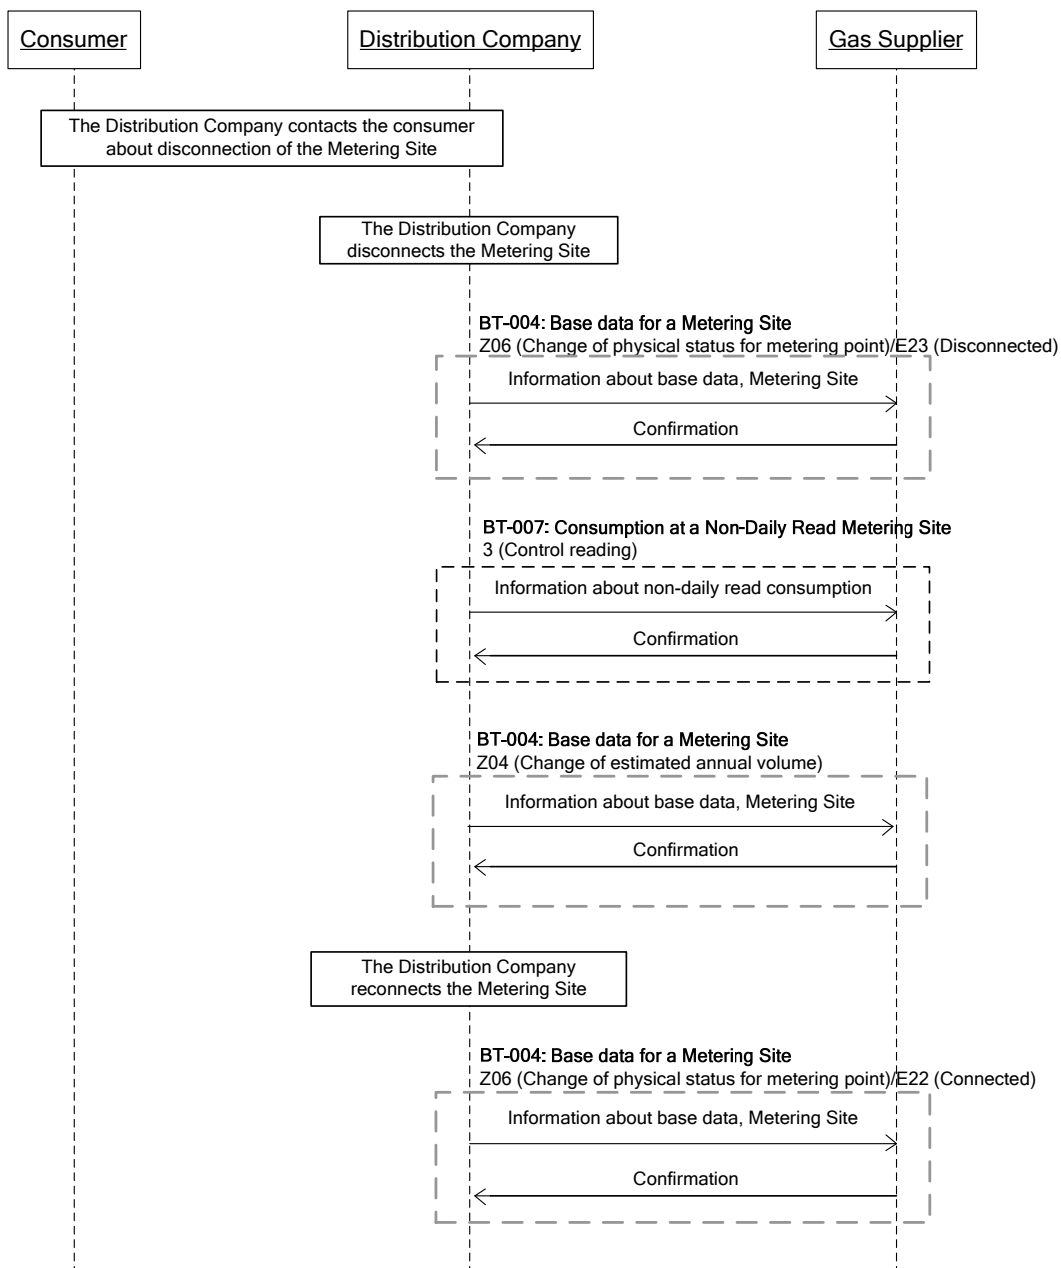 Consumer
Distribution Company
Gas Supplier
The Distribution Company contacts the consumer
about disconnection of the Metering Site
The Distribution Company
disconnects the Metering Site
BT-004: Base data for a Metering Site
Z06 (Change of physical status for metering point)/E23 (Disconnected)
Information about base data, Metering Site
Confirmation
BT-007: Consumption at a Non-Daily Read Metering Site
3 (Control reading)
Information about non-daily read consumption
Confirmation
BT-004: Base data for a Metering Site
Z04 (Change of estimated annual volume)
Information about base data, Metering Site
Confirmation
The Distribution Company
reconnects the Metering Site
BT-004: Base data for a Metering Site
Z06 (Change of physical status for metering point)/E22 (Connected)
Information about base data, Metering Site
Confirmation